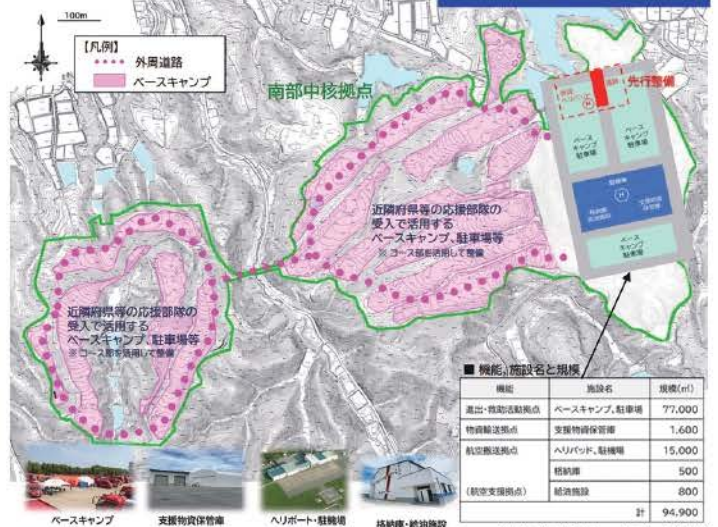 100m
【凡例】
外周道路
ベースキャンプ
南部中核拠点
先行整備
H
ベース
キャンプ
駐車場
ベース
キャンプ
駐車場
H
ベース
キャンプ
駐車場
近隣府県等の応援部隊の
受入で活用する
ベースキャンプ、駐車場等
※ コース部を活用して整備
近隣府県等の応援部隊の
受入で活用する
ベースキャンプ、駐車場等
※ コース部を活用して整備
■ 機能、施設名と規模
機能 施設名 規模(㎡)
進出・救助活動拠点 ベースキャンプ、駐車場 77,000
物資輸送拠点 支援物資保管庫 1,600
航空搬送拠点 ヘリパッド、駐機場 15,000
格納庫 500
(航空支援拠点) 給油施設 800
計 94,900
ベースキャンプ
支援物資保管庫
ヘリポート・駐機場
格納庫・給油施設